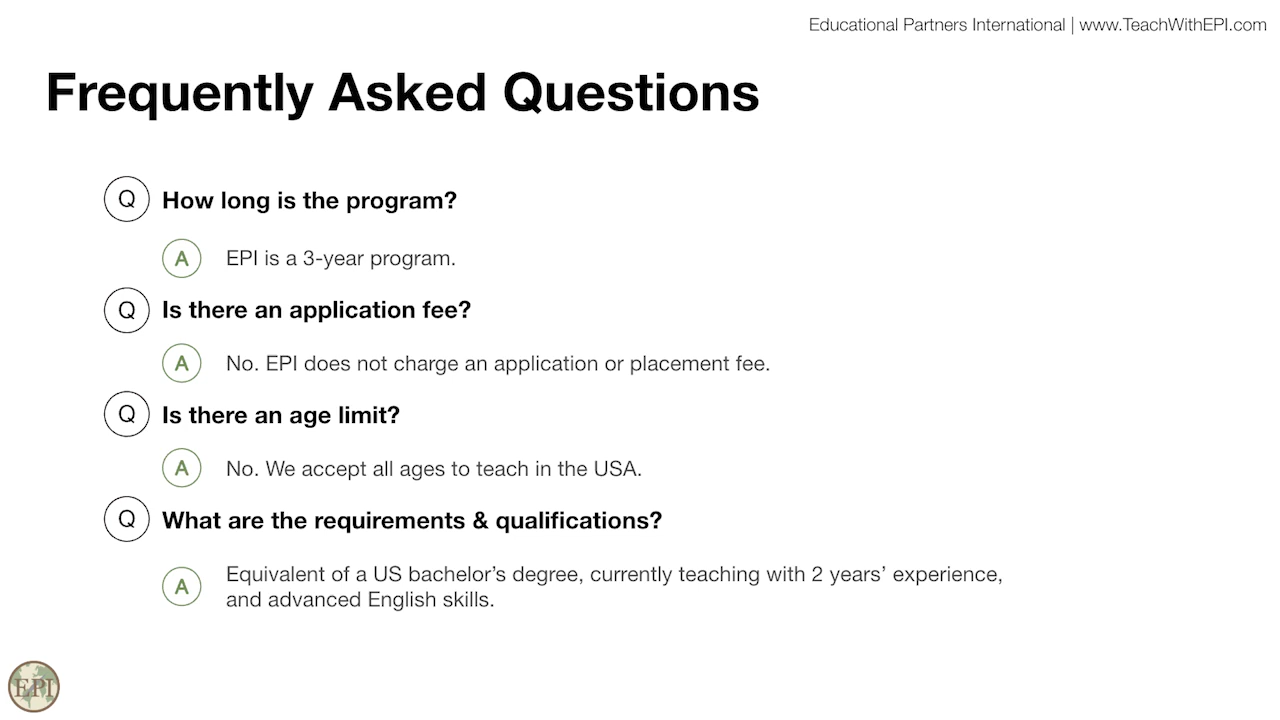 Educational Partners International | www.TeachWithEPI.com
Frequently Asked Questions
Q How long is the program?
A EPI is a 3-year program.
Q Is there an application fee?
A No. EPI does not charge an application or placement fee.
Q Is there an age limit?
A No. We accept all ages to teach in the USA.
Q What are the requirements & qualifications?
A Equivalent of a US bachelor’s degree, currently teaching with 2 years’ experience,
and advanced English skills.
EPI